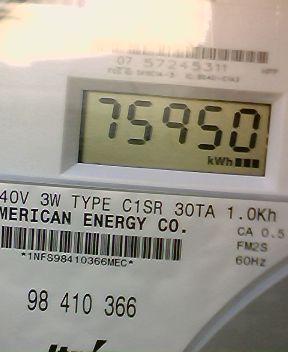 07 57245311
75950
kWh
40V 3W TYPE C1SR 30TA 1.0Kh
MERICAN ENERGY CO.
CA 0.5
FM2S
60Hz
*1NFS98410366MEC*
98 410 366